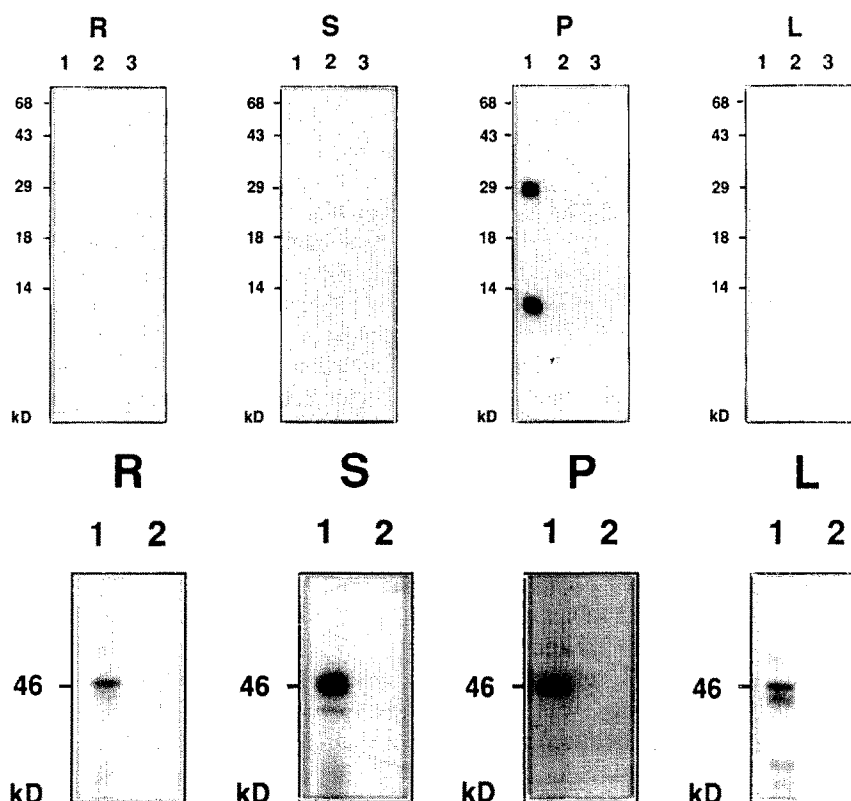 R S P L
1 2 3 1 2 3 1 2 3 1 2 3
68 68 68 68
43 43 43 43
29 29 29 29
18 18 18 18
14 14 14 14
kD kD kD kD
R S P L
1 2 1 2 1 2 1 2
46 46 46 46
kD kD kD kD